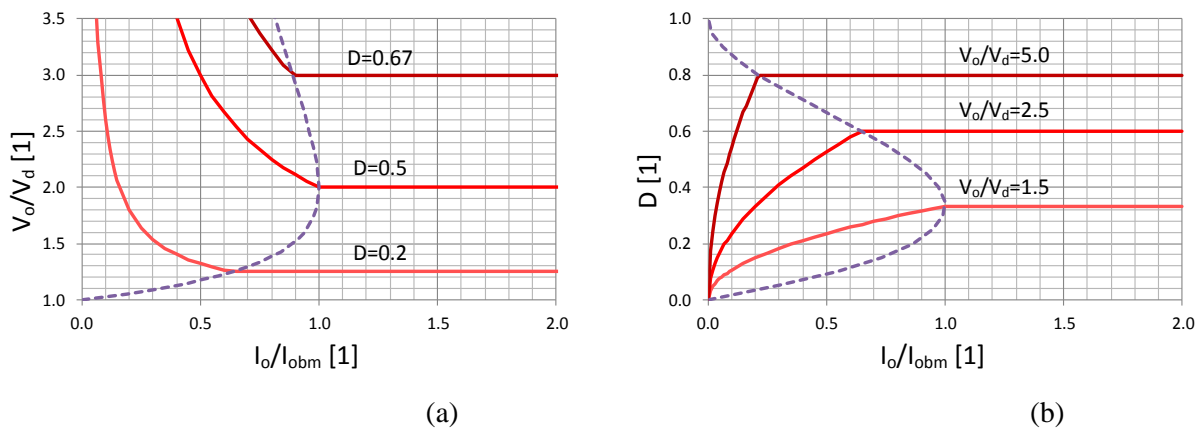 3.5
3.0
2.5
2.0
1.5
1.0
Vo/Vd [1]
D=0.67
D=0.5
D=0.2
0.0 0.5 1.0 1.5 2.0
Io/Iobm [1]
(a)
1.0
0.8
0.6
0.4
0.2
0.0
D [1]
Vo/Vd=5.0
Vo/Vd=2.5
Vo/Vd=1.5
0.0 0.5 1.0 1.5 2.0
Io/Iobm [1]
(b)